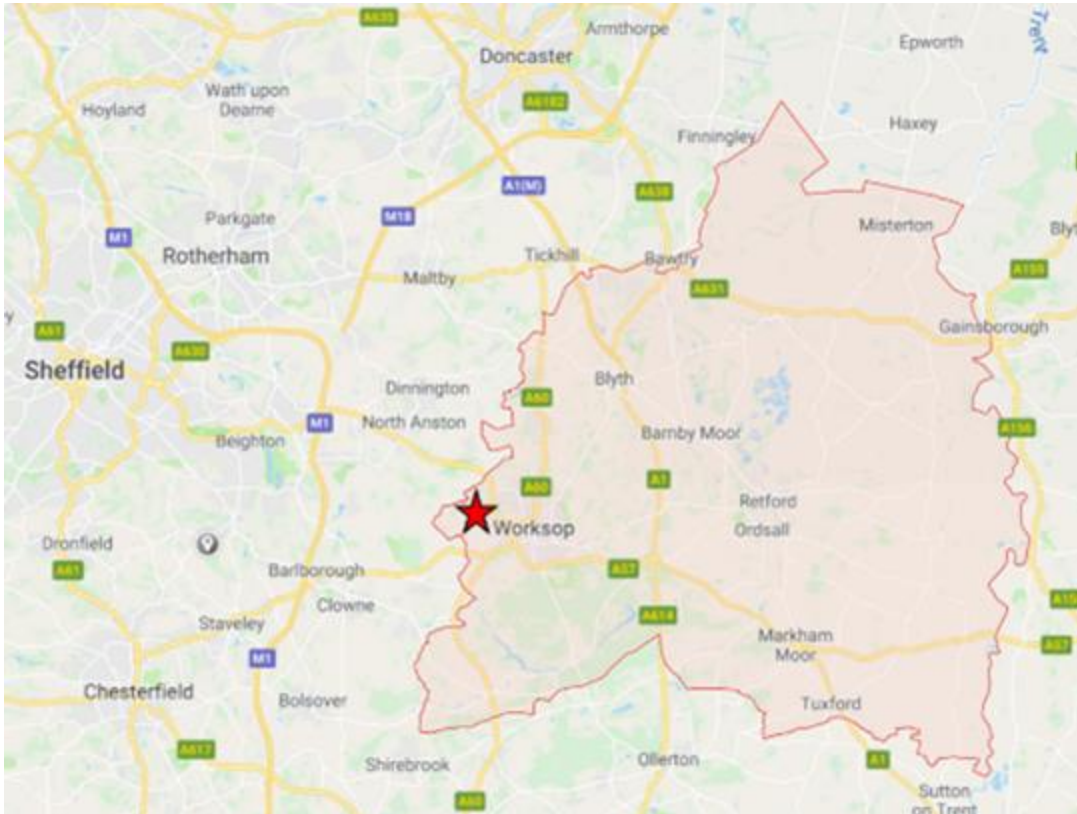 A635
Armthorpe
Trent
Epworth
Doncaster
Wath upon
Dearne
Hoyland
A6182
Haxey
Finningley
A1(M)
A638
Parkgate
M18
Misterton
M1
Rotherham
Tickhill
Bawtry
Maltby
A631
A159
A61
Gainsborough
A630
Sheffield
Dinnington
Blyth
A60
North Anston
M1
Beighton
Barnby Moor
A156
A60
A1
Retford
Worksop
Ordsall
Dronfield
A61
Barlborough
A57
Clowne
A614
Staveley
Markham
Moor
A57
M1
Chesterfield
Bolsover
Tuxford
A617
Shirebrook
Ollerton
A1
A60
Sutton
on Trent